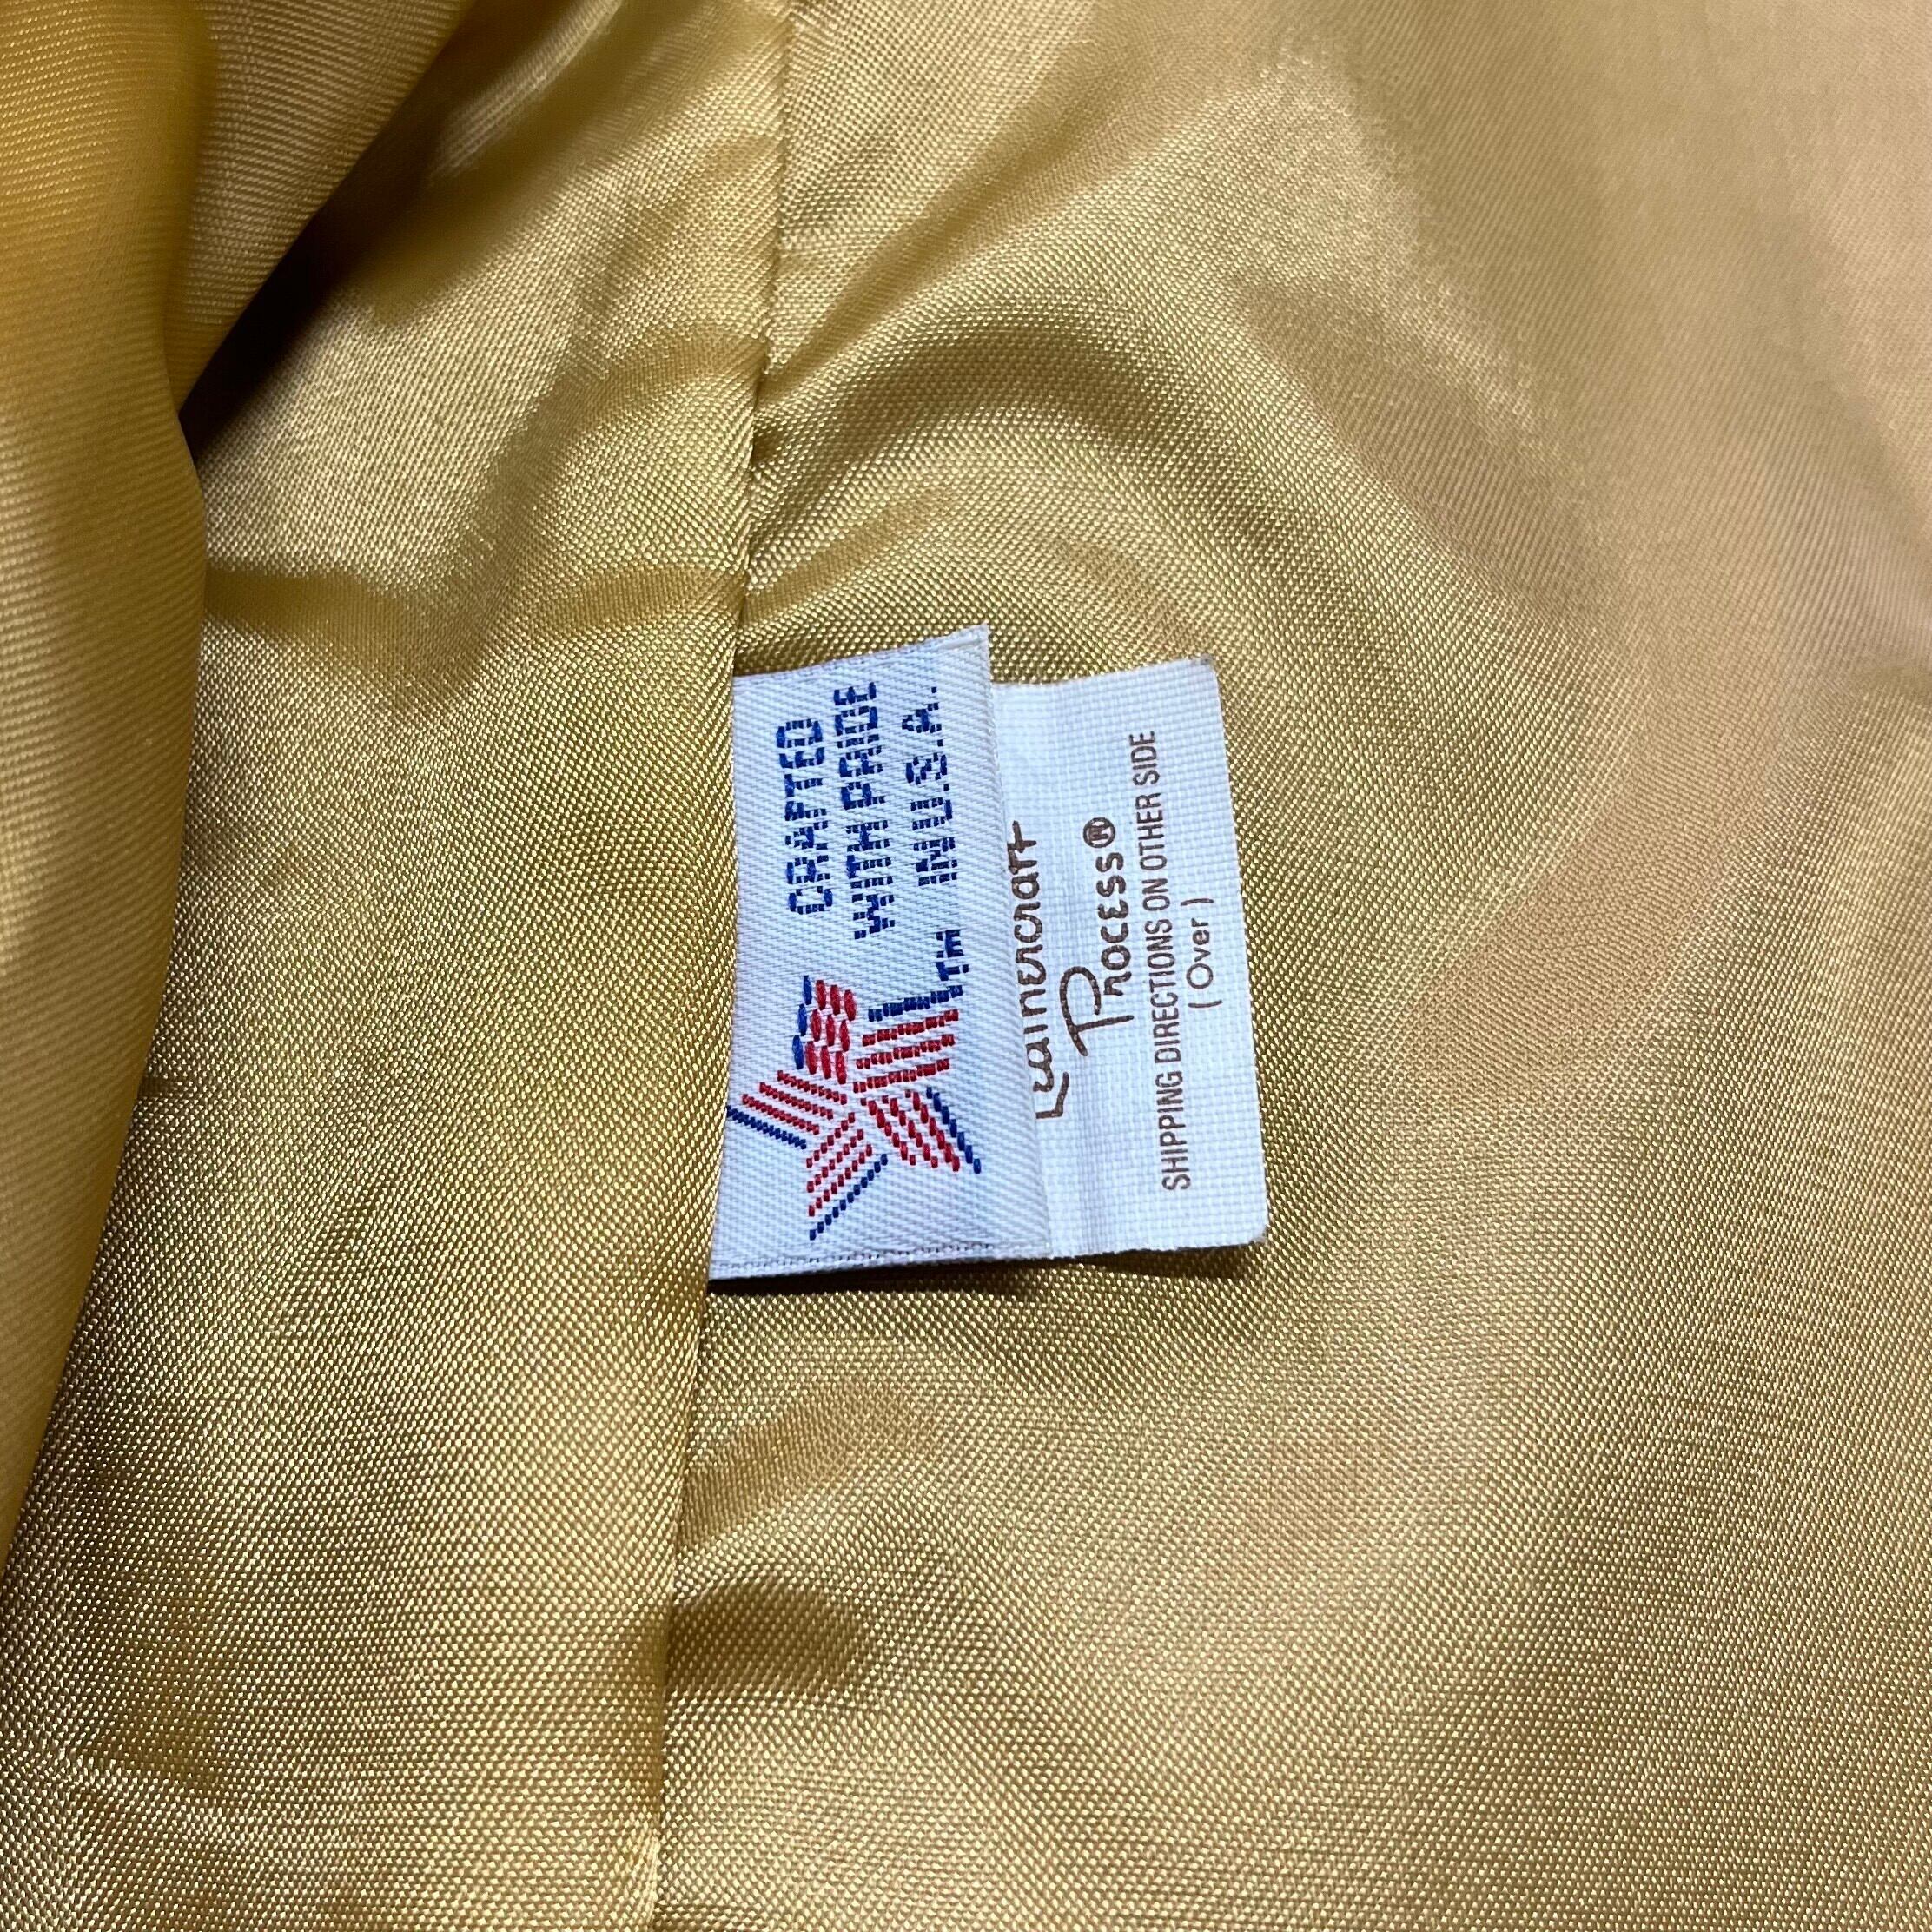 CRAFTED
WITH PRIDE
IN U.S.A.
TM
Leathercraft
Process®
SHIPPING DIRECTIONS ON OTHER SIDE
(Over)